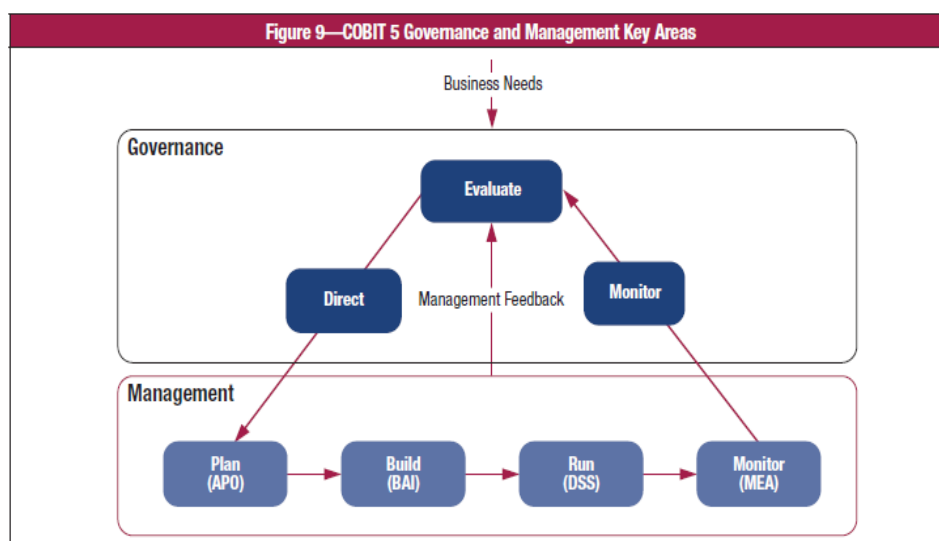 Figure 9—COBIT 5 Governance and Management Key Areas
Business Needs
Governance
Evaluate
Direct
Management Feedback
Monitor
Management
Plan
(APO)
Build
(BAI)
Run
(DSS)
Monitor
(MEA)